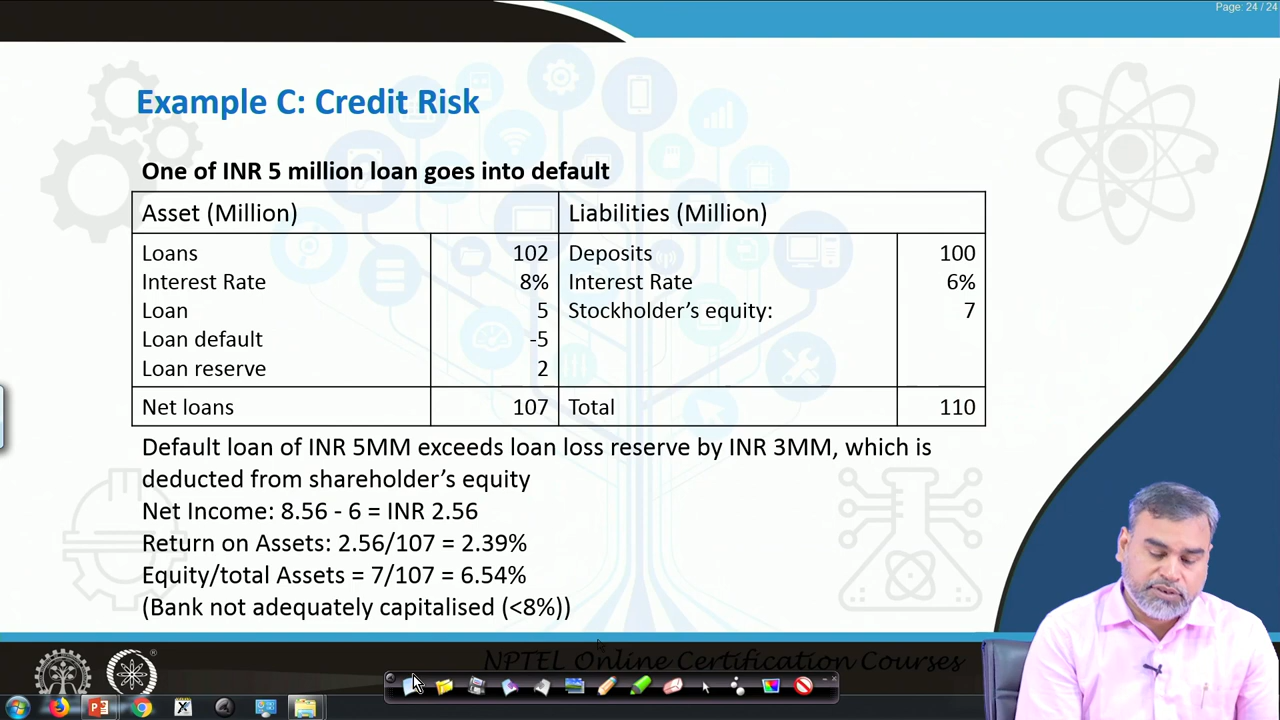 Page: 24 / 24
Example C: Credit Risk
One of INR 5 million loan goes into default
Asset (Million) Liabilities (Million)
Loans 102 Deposits 100
Interest Rate 8% Interest Rate 6%
Loan 5 Stockholder’s equity: 7
Loan default -5
Loan reserve 2
Net loans 107 Total 110
Default loan of INR 5MM exceeds loan loss reserve by INR 3MM, which is
deducted from shareholder’s equity
Net Income: 8.56 - 6 = INR 2.56
Return on Assets: 2.56/107 = 2.39%
Equity/total Assets = 7/107 = 6.54%
(Bank not adequately capitalised (<8%))
NPTEL Online Certification Courses